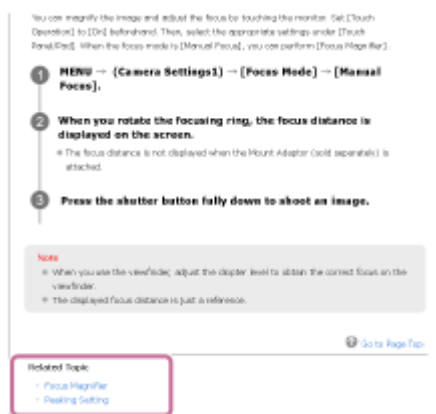 You can magnify the image and adjust the focus by touching the monitor. Set [Touch
Operation] to [On] beforehand. Then, select the appropriate settings under [Touch
Panel/Pad]. When the focus mode is [Manual Focus], you can perform [Focus Magnifier].
1 MENU → (Camera Settings1) → [Focus Mode] → [Manual
Focus].
2 When you rotate the focusing ring, the focus distance is
displayed on the screen.
The focus distance is not displayed when the Mount Adaptor (sold separately) is
attached.
3 Press the shutter button fully down to shoot an image.
Note
When you use the viewfinder, adjust the diopter level to obtain the correct focus on the
viewfinder.
The displayed focus distance is just a reference.
Go to Page Top
Related Topic
Focus Magnifier
Peaking Setting